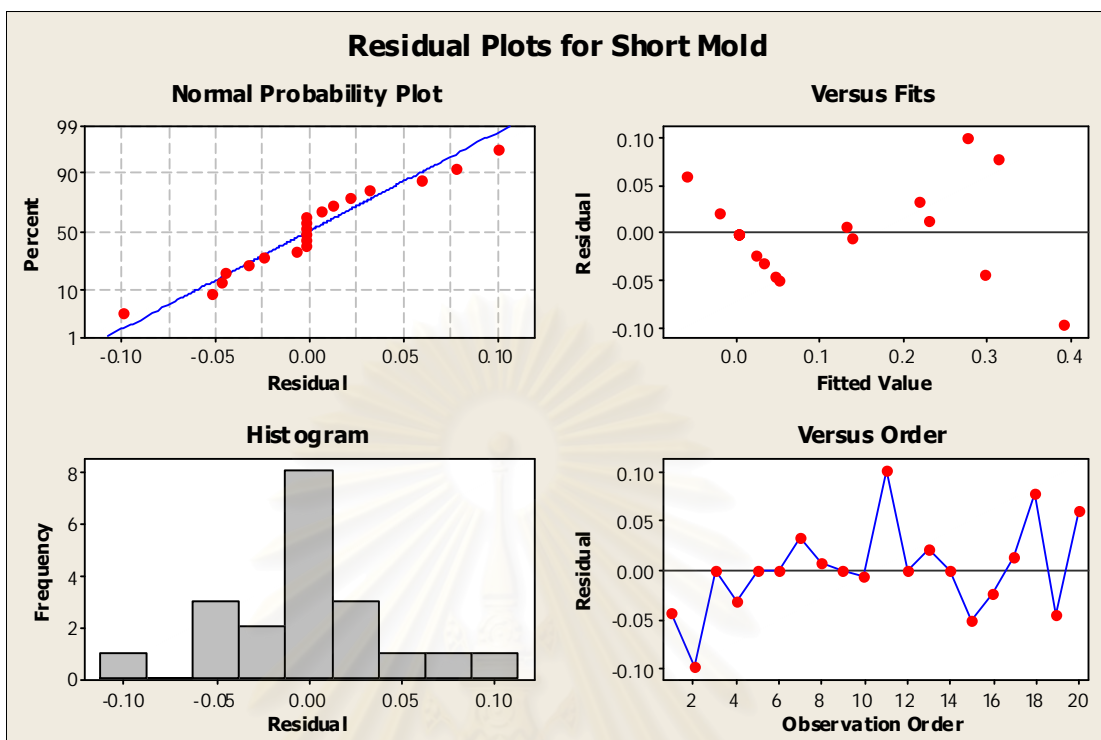 Residual Plots for Short Mold
Normal Probability Plot
99
90
50
10
1
Percent
-0.10 -0.05 0.00 0.05 0.10
Residual
Versus Fits
0.10
0.05
0.00
-0.05
-0.10
Residual
0.0 0.1 0.2 0.3 0.4
Fitted Value
Histogram
8
6
4
2
0
Frequency
-0.10 -0.05 0.00 0.05 0.10
Residual
Versus Order
0.10
0.05
0.00
-0.05
-0.10
Residual
2 4 6 8 10 12 14 16 18 20
Observation Order